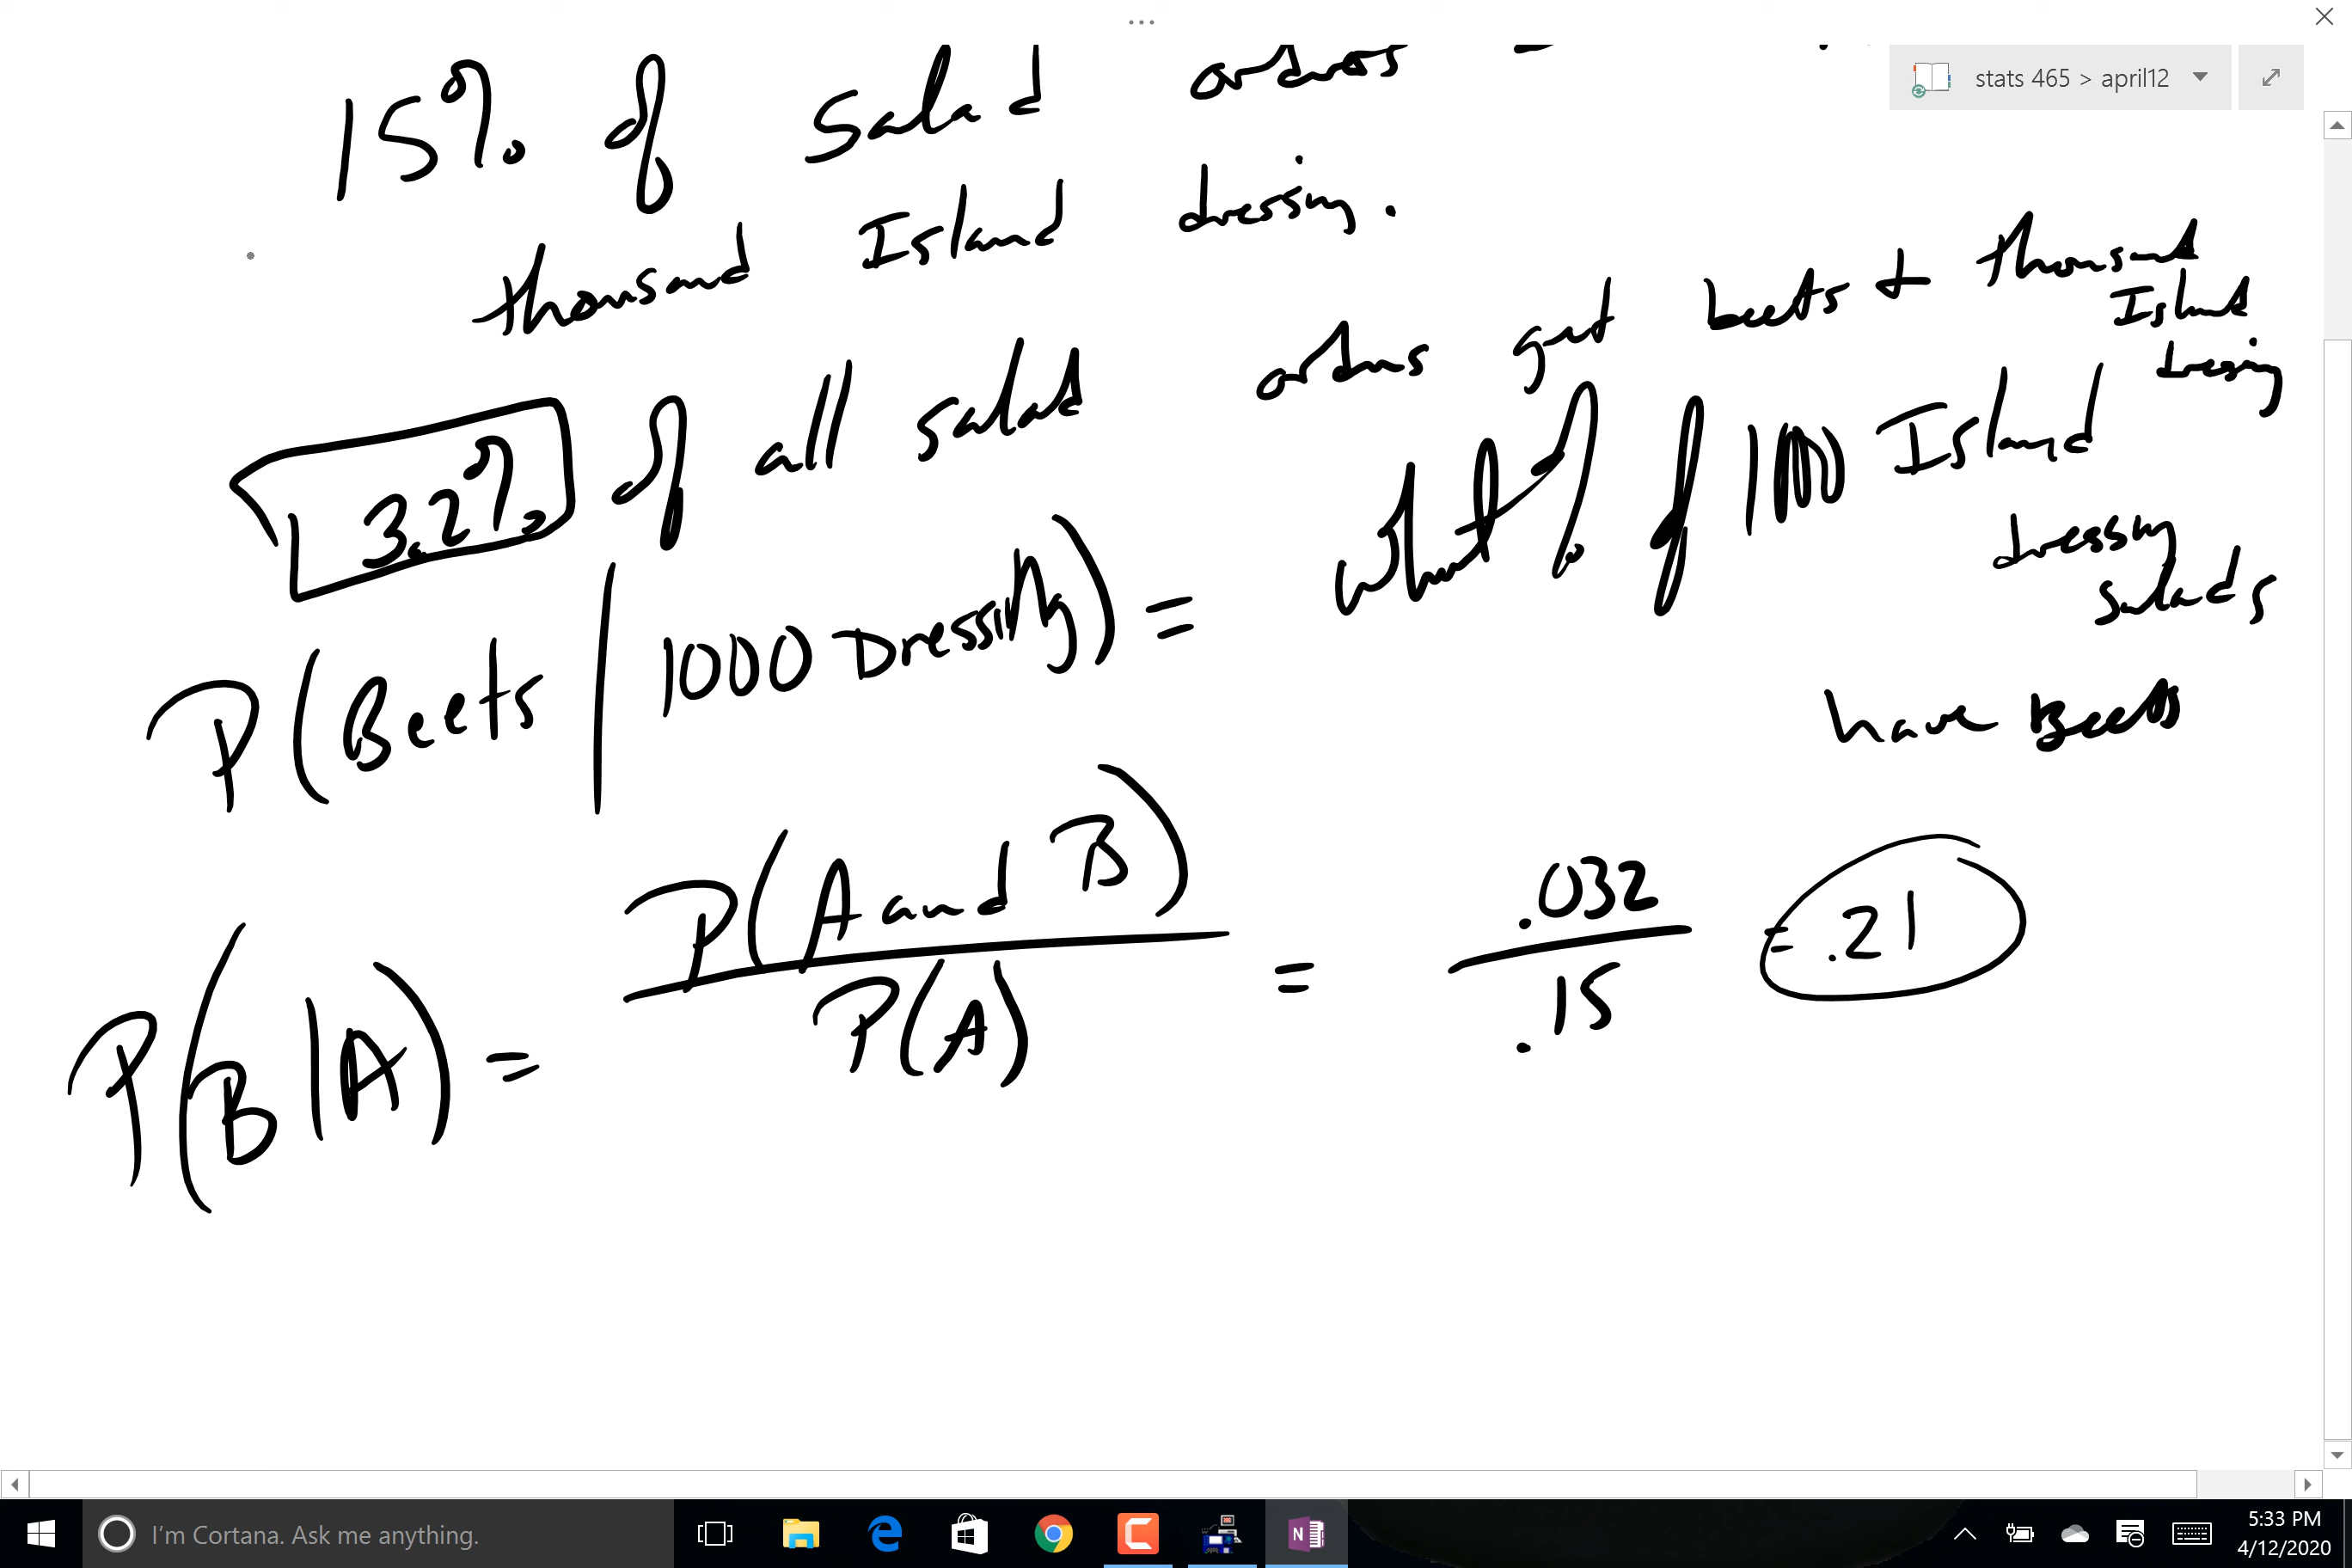 stats 465 > april12
15% of salad orders
thousand Island dressing.
3.2% of all salad orders get beets + thousand Island dressing
P(Beets | 1000 Dressing) = what % of 1000 Island dressing salads have Beets
P(B|A) = P(A and B) / P(A) = .032 / .15 = .21
I'm Cortana. Ask me anything.
5:33 PM
4/12/2020